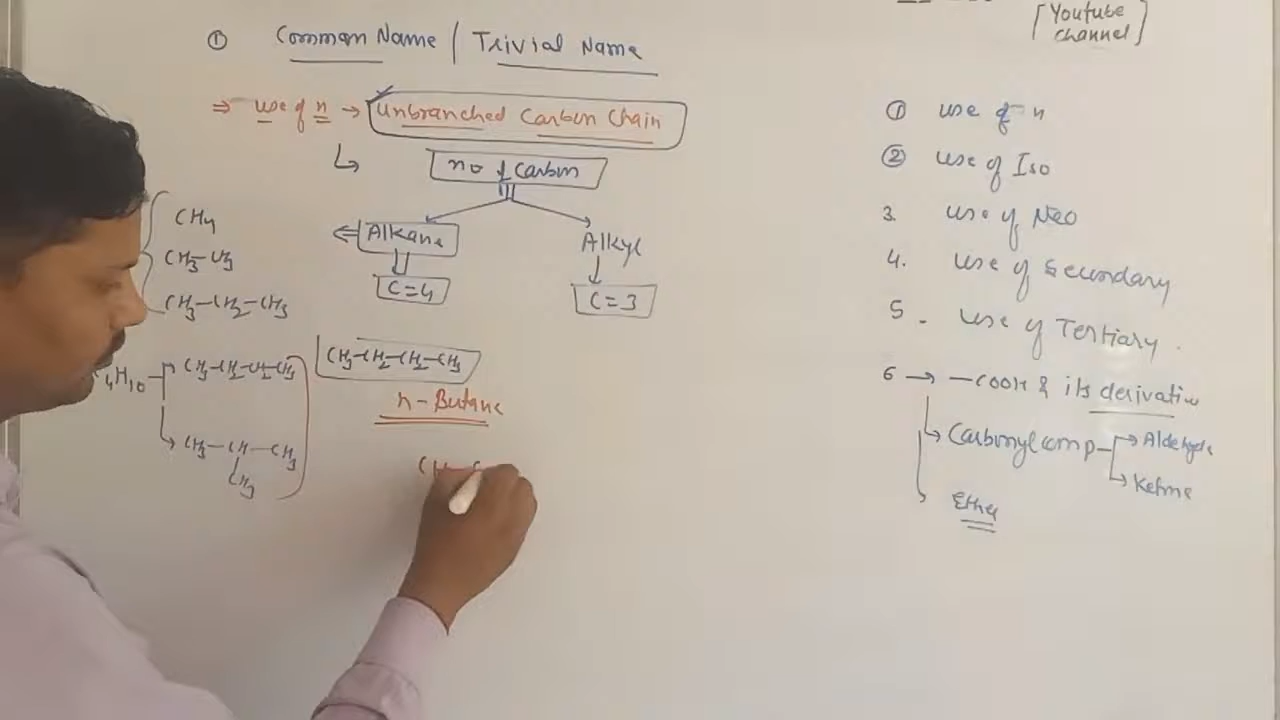 [Youtube channel]
① Common Name / Trivial Name
⇒ use of n → Unbranched Carbon Chain
↳ no of carbon
Alkane
C=4
Alkyl
C=3
CH4
CH3-CH3
CH3-CH2-CH3
4H10
CH3-CH2-CH2-CH3
CH3-CH-CH3
CH3
CH3-CH2-CH2-CH3
n-Butane
① use of n
② use of Iso
3. use of Neo
4. use of Secondary
5. use of Tertiary.
6 → -COOH & its derivative
Carbonyl comp
Aldehyde
Ketone
Ether